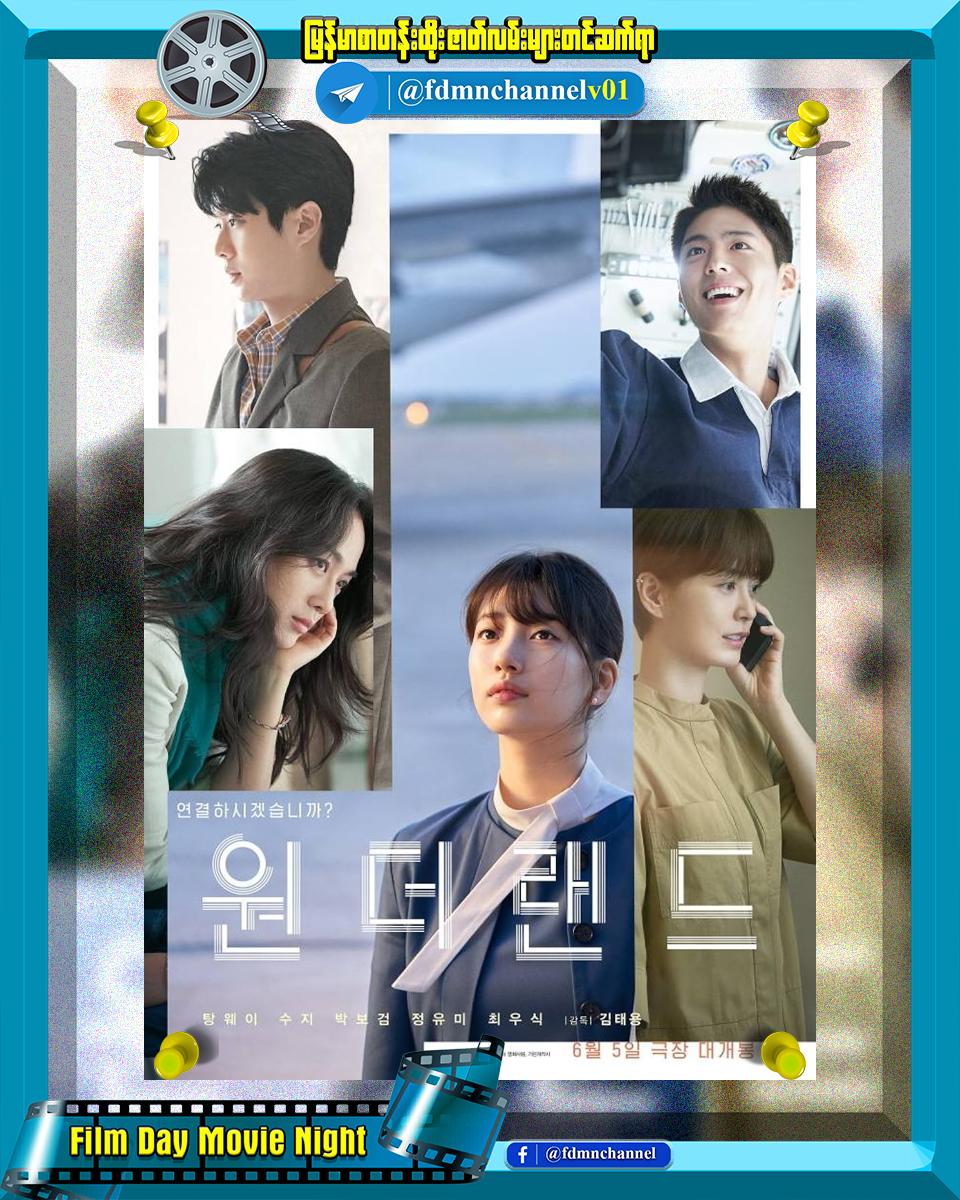 မြန်မာစာတန်းထိုးဇာတ်လမ်းများတင်ဆက်ရာ
@fdmnchannelv01
연결하시겠습니까?
원더랜드
탕웨이 수지 박보검 정유미 최우식 |감독| 김태용
6월 5일 극장 대개봉
Film Day Movie Night
f @fdmnchannel